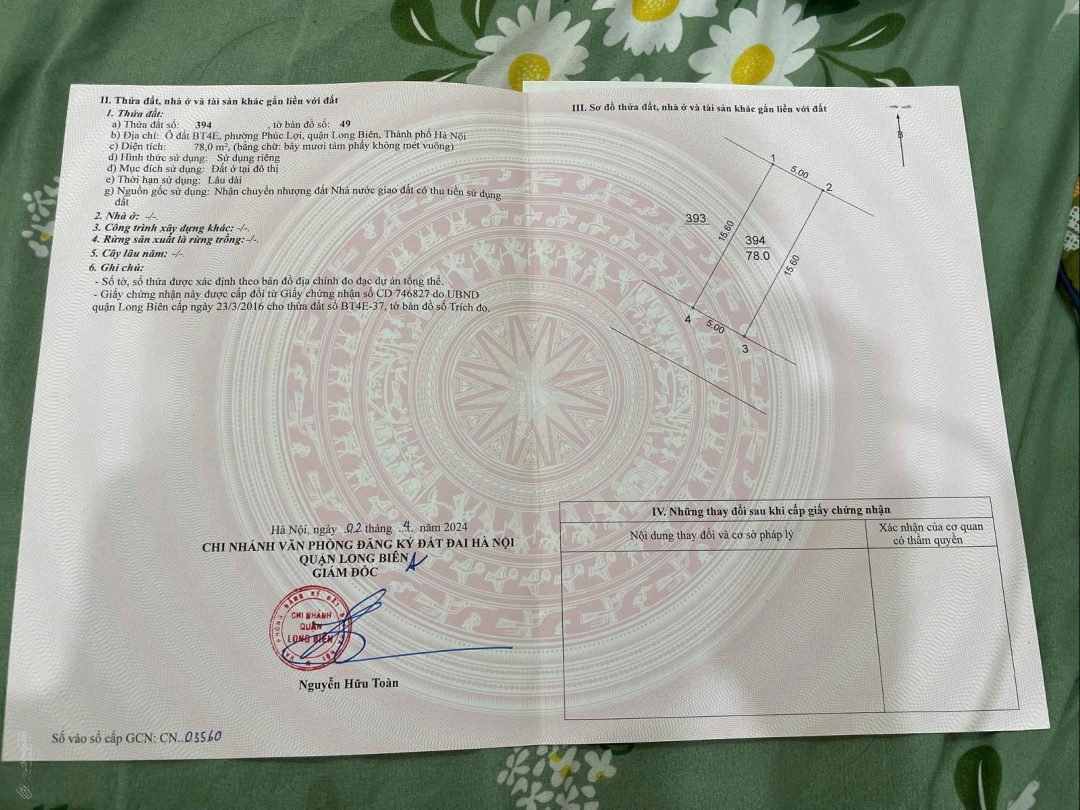 II. Thửa đất, nhà ở và tài sản khác gắn liền với đất
1. Thửa đất:
a) Thửa đất số: 394 , tờ bản đồ số: 49
b) Địa chỉ: Ô đất BT4E, phường Phúc Lợi, quận Long Biên, Thành phố Hà Nội
c) Diện tích: 78,0 m², (bằng chữ: bảy mươi tám phẩy không mét vuông)
d) Hình thức sử dụng: Sử dụng riêng
đ) Mục đích sử dụng: Đất ở tại đô thị
e) Thời hạn sử dụng: Lâu dài
g) Nguồn gốc sử dụng: Nhận chuyển nhượng đất Nhà nước giao đất có thu tiền sử dụng
đất
2. Nhà ở: -/-.
3. Công trình xây dựng khác: -/-.
4. Rừng sản xuất là rừng trồng: -/-.
5. Cây lâu năm: -/-.
6. Ghi chú:
- Số tờ, số thửa được xác định theo bản đồ địa chính đo đạc dự án tổng thể.
- Giấy chứng nhận này được cấp đổi từ Giấy chứng nhận số CD 746827 do UBND
quận Long Biên cấp ngày 23/3/2016 cho thửa đất số BT4E-37, tờ bản đồ số Trích đo.
Hà Nội, ngày 02 tháng 4 năm 2024
CHI NHÁNH VĂN PHÒNG ĐĂNG KÝ ĐẤT ĐAI HÀ NỘI
QUẬN LONG BIÊN
GIÁM ĐỐC
CHI NHÁNH
QUẬN
LONG BIÊN
Nguyễn Hữu Toàn
Số vào sổ cấp GCN: CN..03560
III. Sơ đồ thửa đất, nhà ở và tài sản khác gắn liền với đất
B
1
5.00
2
393
15.60
394
78.0
15.60
4
5.00
3
IV. Những thay đổi sau khi cấp giấy chứng nhận
Nội dung thay đổi và cơ sở pháp lý
Xác nhận của cơ quan
có thẩm quyền